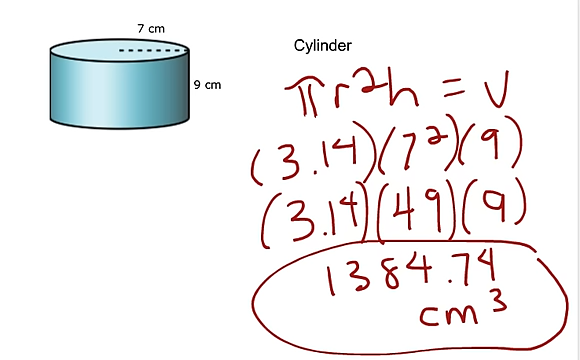 7 cm
Cylinder
9 cm
πr²h = V
(3.14)(7²)(9)
(3.14)(49)(9)
1384.74
cm³